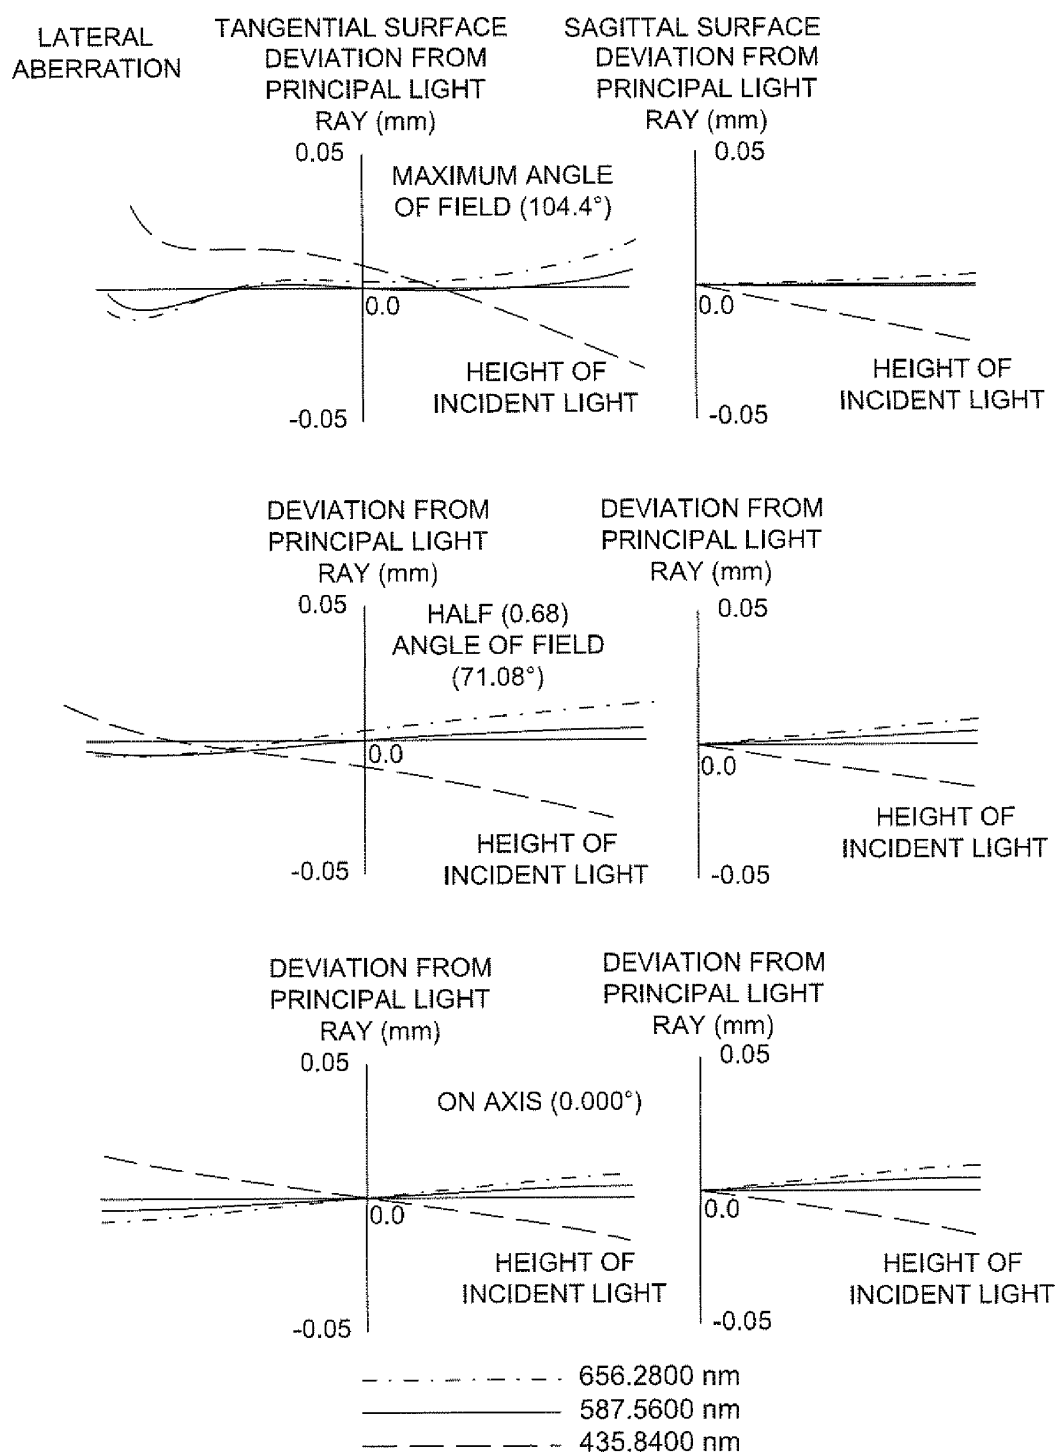 LATERAL
ABERRATION
TANGENTIAL SURFACE
DEVIATION FROM
PRINCIPAL LIGHT
RAY (mm)
SAGITTAL SURFACE
DEVIATION FROM
PRINCIPAL LIGHT
RAY (mm)
0.05
MAXIMUM ANGLE
OF FIELD (104.4°)
0.0
HEIGHT OF
INCIDENT LIGHT
-0.05
0.05
0.0
HEIGHT OF
INCIDENT LIGHT
-0.05
DEVIATION FROM
PRINCIPAL LIGHT
RAY (mm)
DEVIATION FROM
PRINCIPAL LIGHT
RAY (mm)
0.05
HALF (0.68)
ANGLE OF FIELD
(71.08°)
0.0
HEIGHT OF
INCIDENT LIGHT
-0.05
0.05
0.0
HEIGHT OF
INCIDENT LIGHT
-0.05
DEVIATION FROM
PRINCIPAL LIGHT
RAY (mm)
DEVIATION FROM
PRINCIPAL LIGHT
RAY (mm)
0.05
ON AXIS (0.000°)
0.0
HEIGHT OF
INCIDENT LIGHT
-0.05
0.05
0.0
HEIGHT OF
INCIDENT LIGHT
-0.05
656.2800 nm
587.5600 nm
435.8400 nm